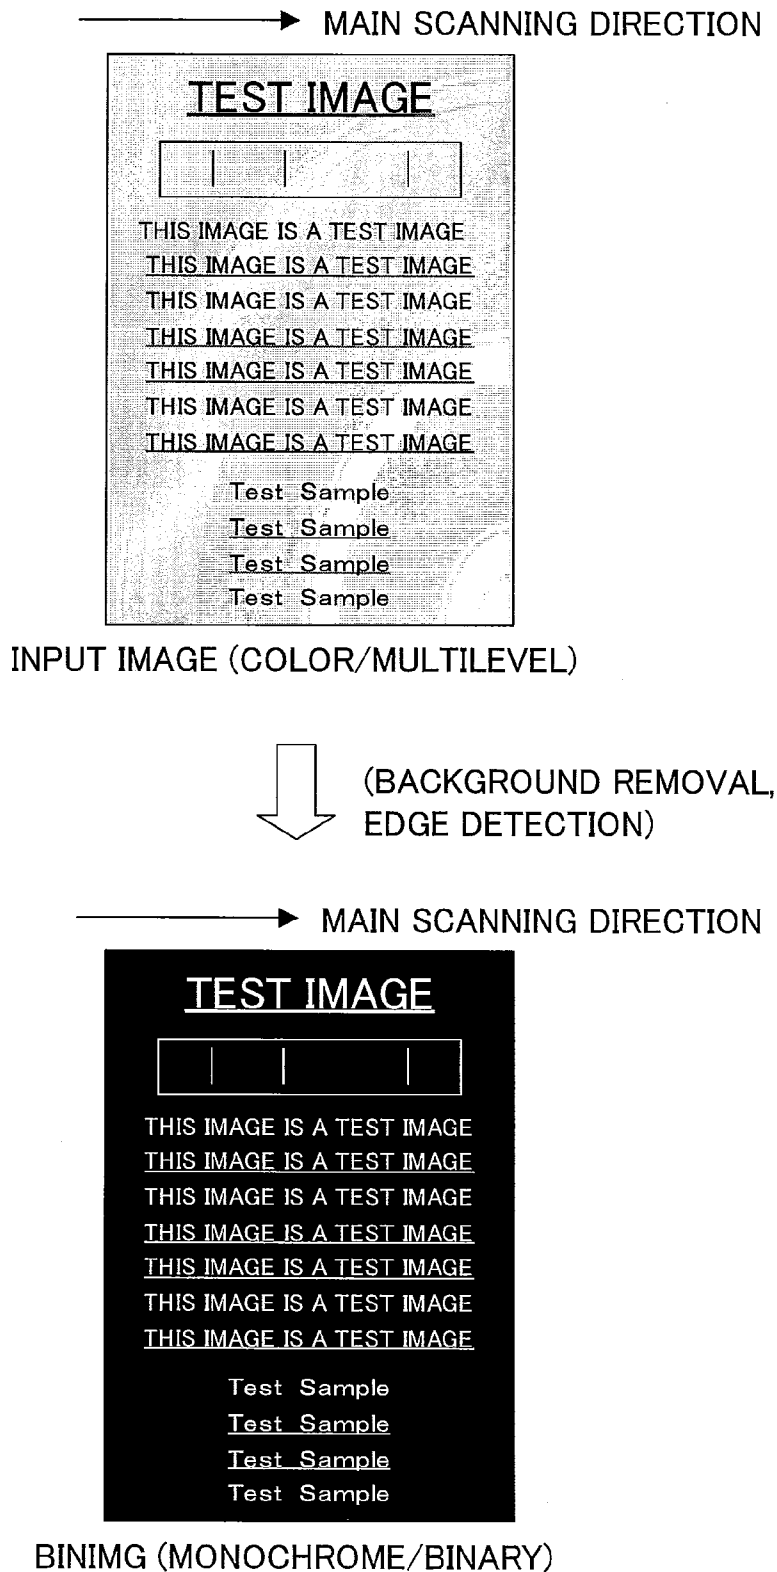 MAIN SCANNING DIRECTION
TEST IMAGE
THIS IMAGE IS A TEST IMAGE
THIS IMAGE IS A TEST IMAGE
THIS IMAGE IS A TEST IMAGE
THIS IMAGE IS A TEST IMAGE
THIS IMAGE IS A TEST IMAGE
THIS IMAGE IS A TEST IMAGE
THIS IMAGE IS A TEST IMAGE
Test Sample
Test Sample
Test Sample
Test Sample
INPUT IMAGE (COLOR/MULTILEVEL)
(BACKGROUND REMOVAL,
EDGE DETECTION)
MAIN SCANNING DIRECTION
TEST IMAGE
THIS IMAGE IS A TEST IMAGE
THIS IMAGE IS A TEST IMAGE
THIS IMAGE IS A TEST IMAGE
THIS IMAGE IS A TEST IMAGE
THIS IMAGE IS A TEST IMAGE
THIS IMAGE IS A TEST IMAGE
THIS IMAGE IS A TEST IMAGE
Test Sample
Test Sample
Test Sample
Test Sample
BINIMG (MONOCHROME/BINARY)